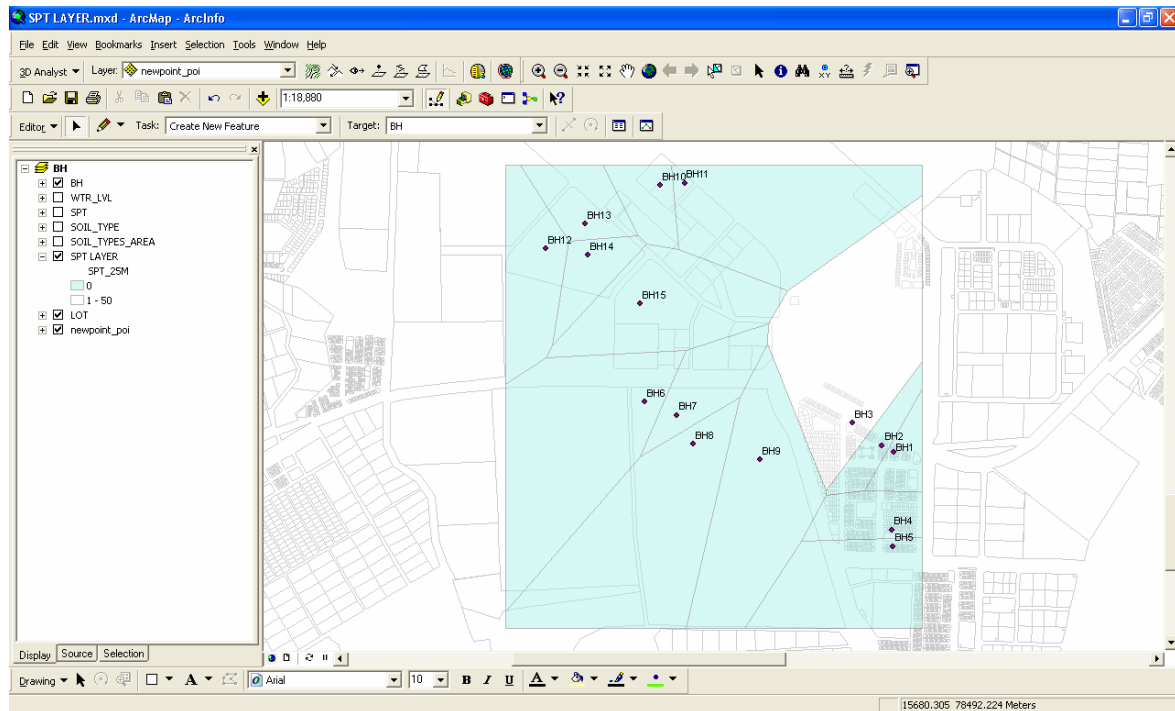 SPT LAYER.mxd - ArcMap - ArcInfo
File Edit View Bookmarks Insert Selection Tools Window Help
3D Analyst Layer: newpoint_poi
1:18,880
Editor Task: Create New Feature Target: BH
BH
BH
WTR_LVL
SPT
SOIL_TYPE
SOIL_TYPES_AREA
SPT LAYER
SPT_25M
0
1 - 50
LOT
newpoint_poi
BH10
BH11
BH13
BH12
BH14
BH15
BH6
BH7
BH3
BH8
BH2
BH1
BH9
BH4
BH5
Display Source Selection
Drawing A Arial 10 B I U A
15680.305 78492.224 Meters